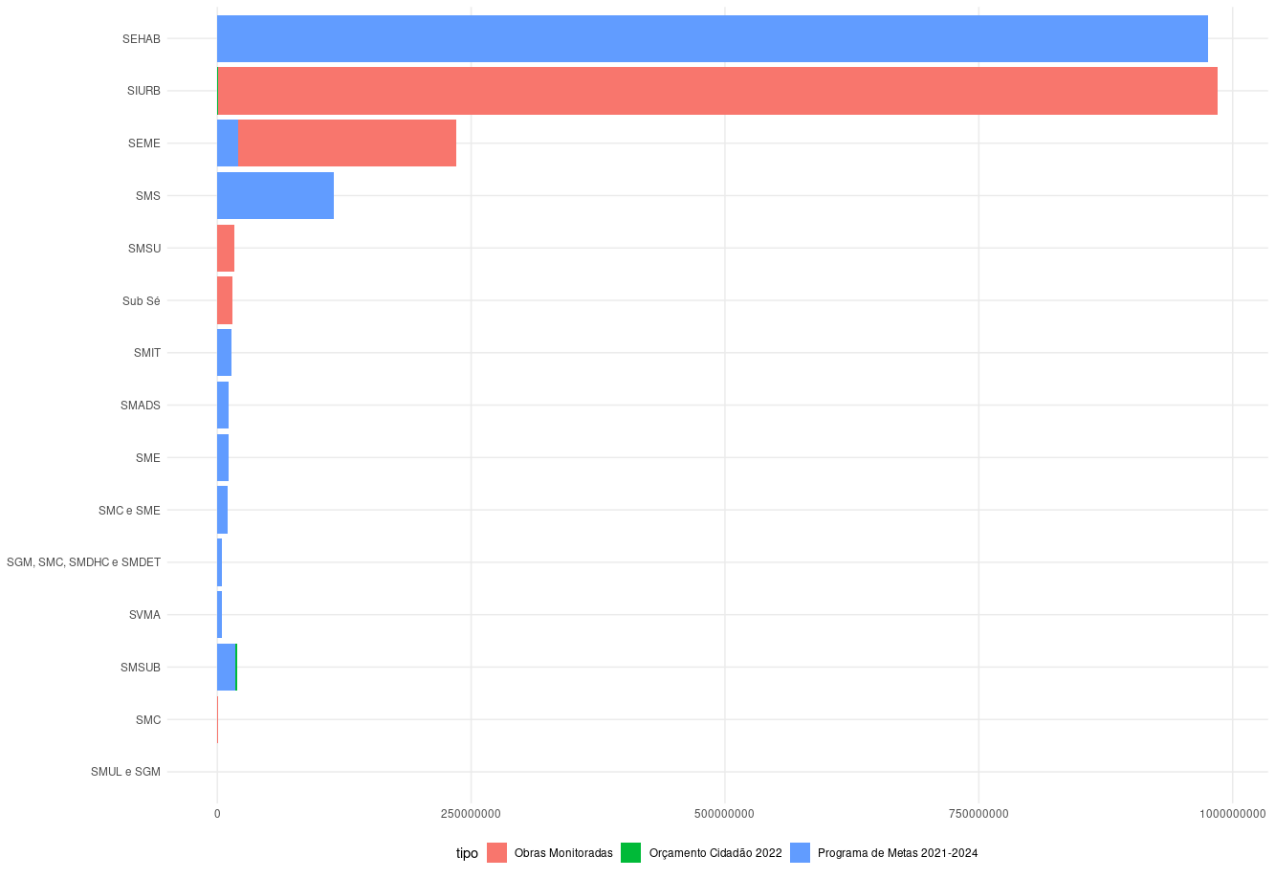 SEHAB
SIURB
SEME
SMS
SMSU
Sub Sé
SMIT
SMADS
SME
SMC e SME
SGM, SMC, SMDHC e SMDET
SVMA
SMSUB
SMC
SMUL e SGM
0 250000000 500000000 750000000 1000000000
tipo Obras Monitoradas Orçamento Cidadão 2022 Programa de Metas 2021-2024